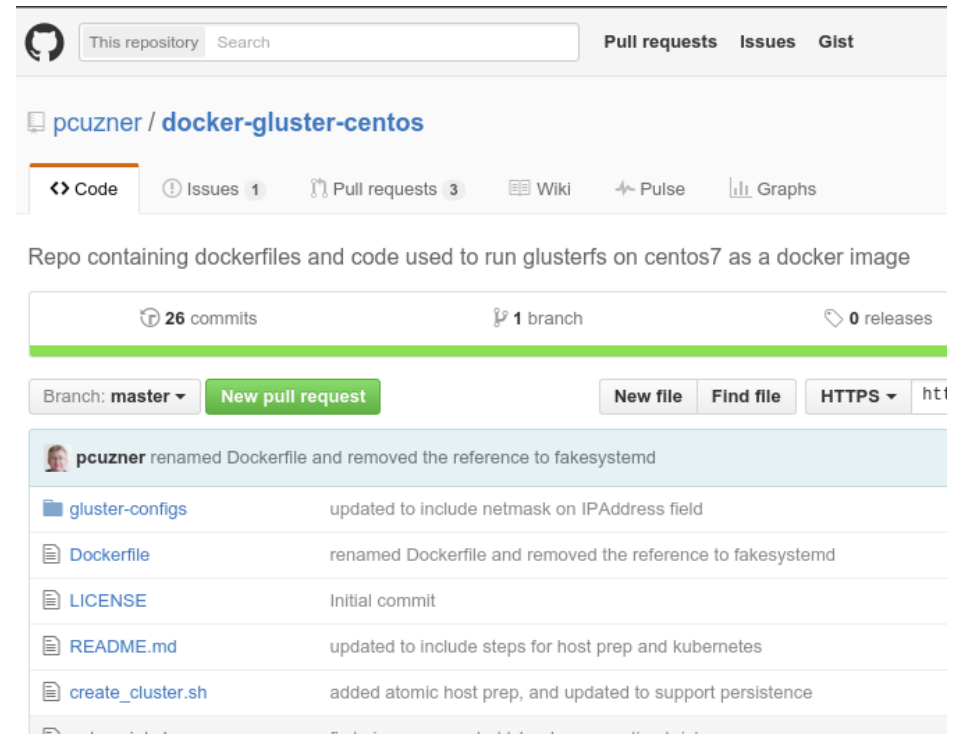 This repository Search Pull requests Issues Gist
pcuzner / docker-gluster-centos
Code Issues 1 Pull requests 3 Wiki Pulse Graphs
Repo containing dockerfiles and code used to run glusterfs on centos7 as a docker image
26 commits 1 branch 0 releases
Branch: master New pull request New file Find file HTTPS htt
pcuzner renamed Dockerfile and removed the reference to fakesystemd
gluster-configs updated to include netmask on IPAddress field
Dockerfile renamed Dockerfile and removed the reference to fakesystemd
LICENSE Initial commit
README.md updated to include steps for host prep and kubernetes
create_cluster.sh added atomic host prep, and updated to support persistence